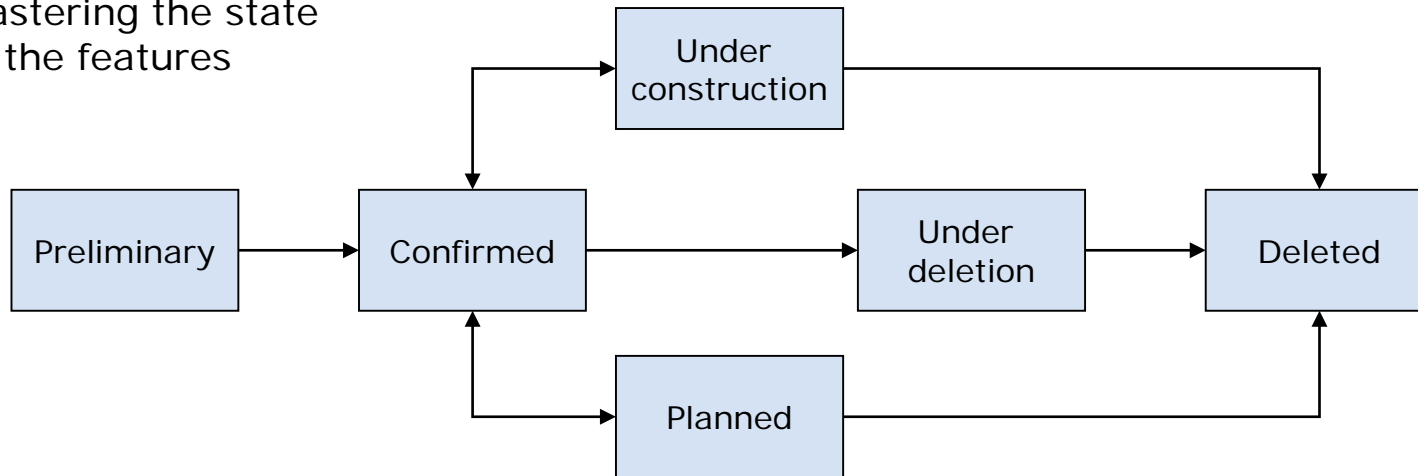 astering the state
the features
Under
construction
Preliminary
Confirmed
Under
deletion
Deleted
Planned